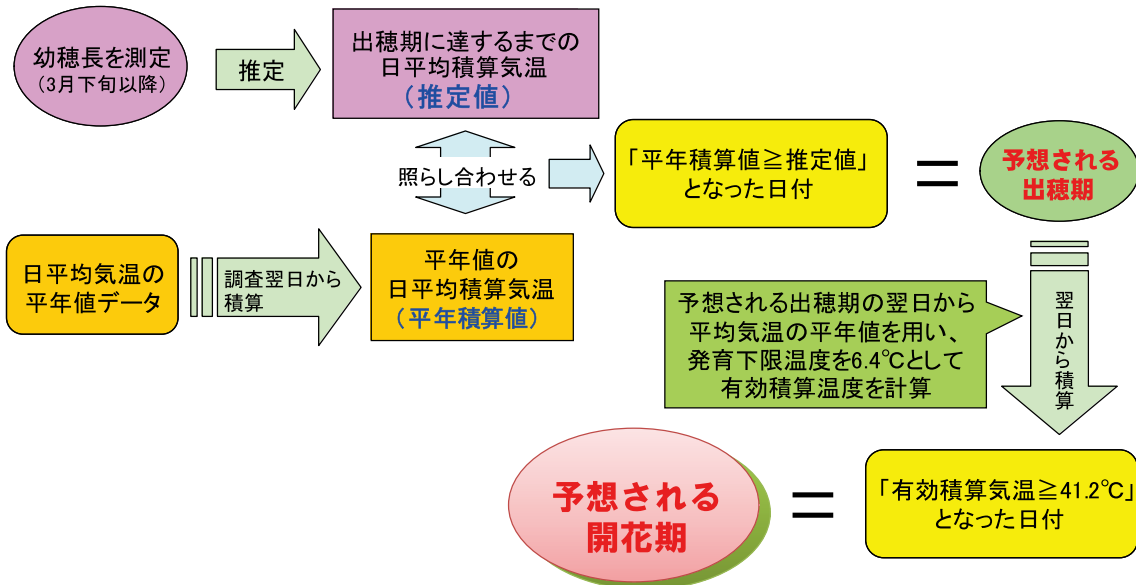 幼穂長を測定
（3月下旬以降）
推定
出穂期に達するまでの
日平均積算気温
（推定値）
照らし合わせる
「平年積算値≧推定値」
となった日付
＝
予想される
出穂期
日平均気温の
平年値データ
調査翌日から
積算
平年値の
日平均積算気温
（平年積算値）
予想される出穂期の翌日から
平均気温の平年値を用い、
発育下限温度を6.4℃として
有効積算温度を計算
翌日から積算
予想される
開花期
＝
「有効積算気温≧41.2℃」
となった日付